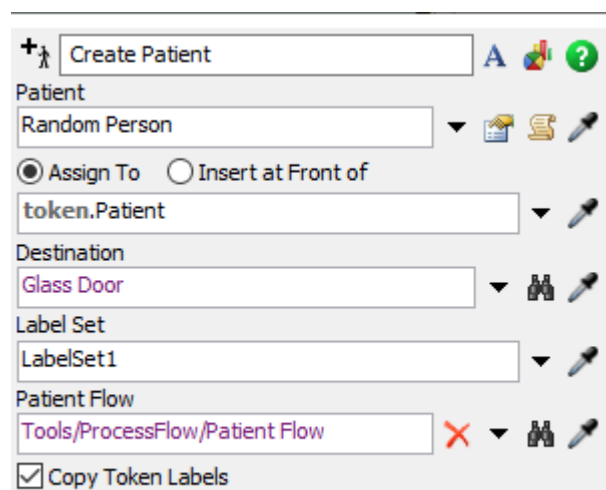 Create Patient
Patient
Random Person
Assign To Insert at Front of
token.Patient
Destination
Glass Door
Label Set
LabelSet1
Patient Flow
Tools/ProcessFlow/Patient Flow
Copy Token Labels